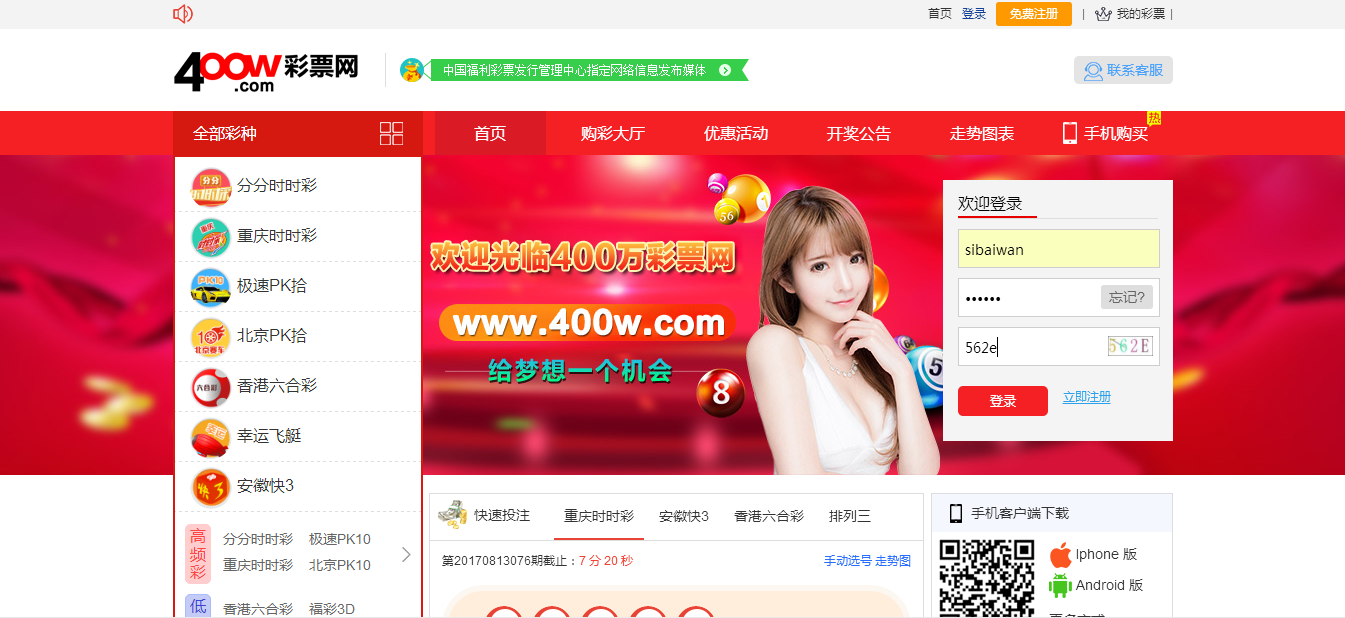 首页 登录 免费注册 | 我的彩票 |
400W彩票网
.com
中国福利彩票发行管理中心指定网络信息发布媒体
联系客服
全部彩种
首页 购彩大厅 优惠活动 开奖公告 走势图表 手机购买 热
分分时时彩
重庆时时彩
极速PK拾
北京PK拾
香港六合彩
幸运飞艇
安徽快3
高频彩
分分时时彩 极速PK10
重庆时时彩 北京PK10
低
香港六合彩 福彩3D
欢迎光临400万彩票网
www.400w.com
给梦想一个机会
56
8
5
欢迎登录
sibaiwan
••••••
忘记?
562e
562E
登录
立即注册
快速投注 重庆时时彩 安徽快3 香港六合彩 排列三
第20170813076期截止：7 分 20 秒
手动选号 走势图
手机客户端下载
Iphone 版
Android 版